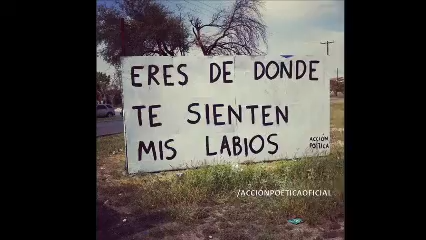 ERES DE DONDE
TE SIENTEN
MIS LABIOS
ACCIÓN
POÉTICA
/ACCIONPOETICAOFICIAL